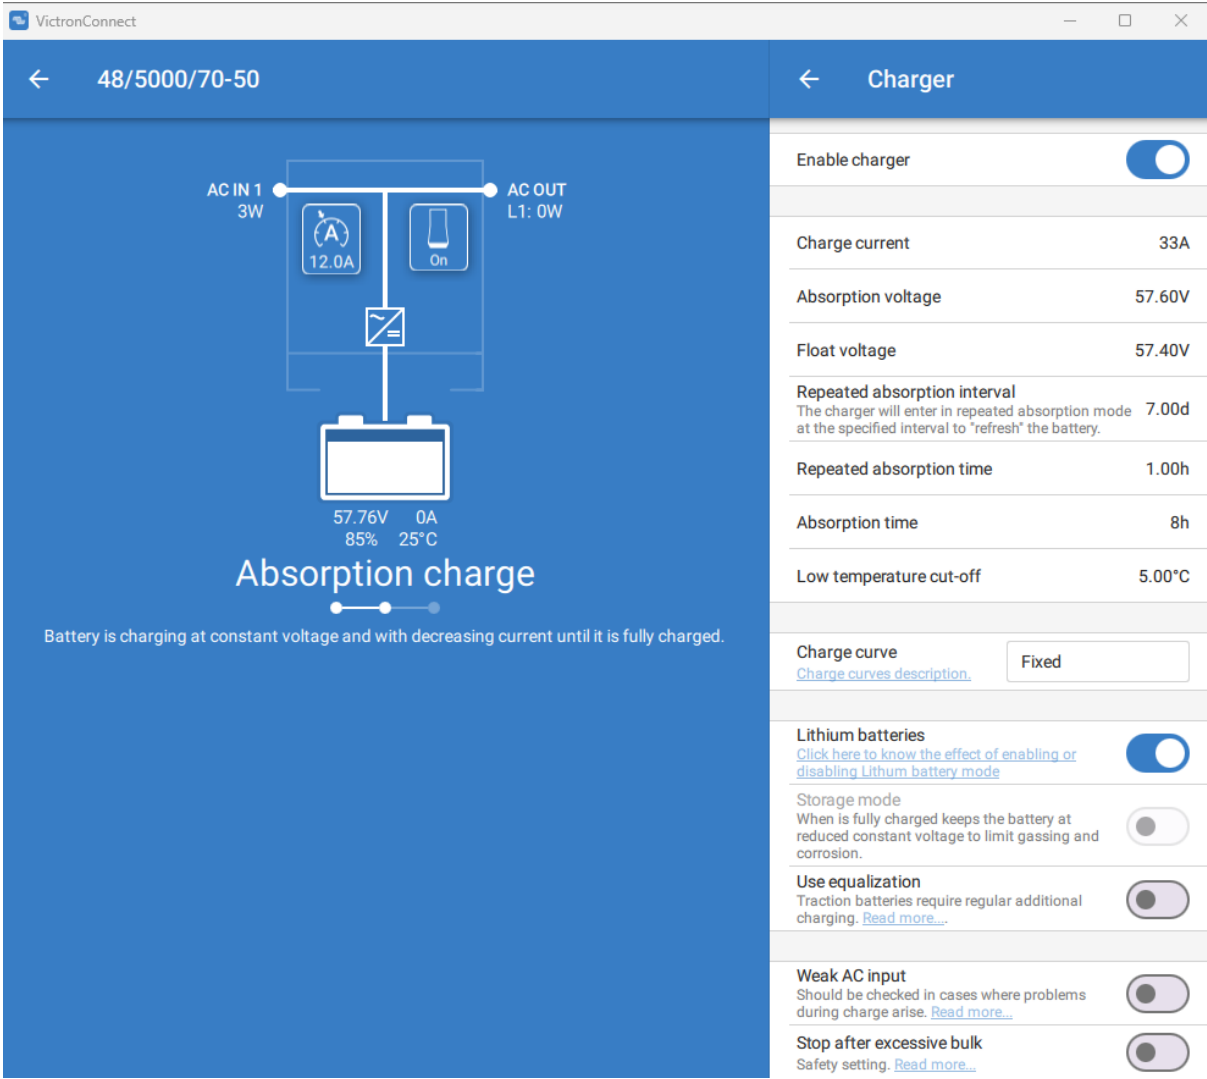 VictronConnect
48/5000/70-50
AC IN 1
3W
AC OUT
L1: 0W
A
12.0A
On
57.76V 0A
85% 25°C
Absorption charge
Battery is charging at constant voltage and with decreasing current until it is fully charged.
Charger
Enable charger
Charge current 33A
Absorption voltage 57.60V
Float voltage 57.40V
Repeated absorption interval
The charger will enter in repeated absorption mode 7.00d
at the specified interval to "refresh" the battery.
Repeated absorption time 1.00h
Absorption time 8h
Low temperature cut-off 5.00°C
Charge curve
Charge curves description.
Fixed
Lithium batteries
Click here to know the effect of enabling or
disabling Lithum battery mode
Storage mode
When is fully charged keeps the battery at
reduced constant voltage to limit gassing and
corrosion.
Use equalization
Traction batteries require regular additional
charging. Read more....
Weak AC input
Should be checked in cases where problems
during charge arise. Read more...
Stop after excessive bulk
Safety setting. Read more...